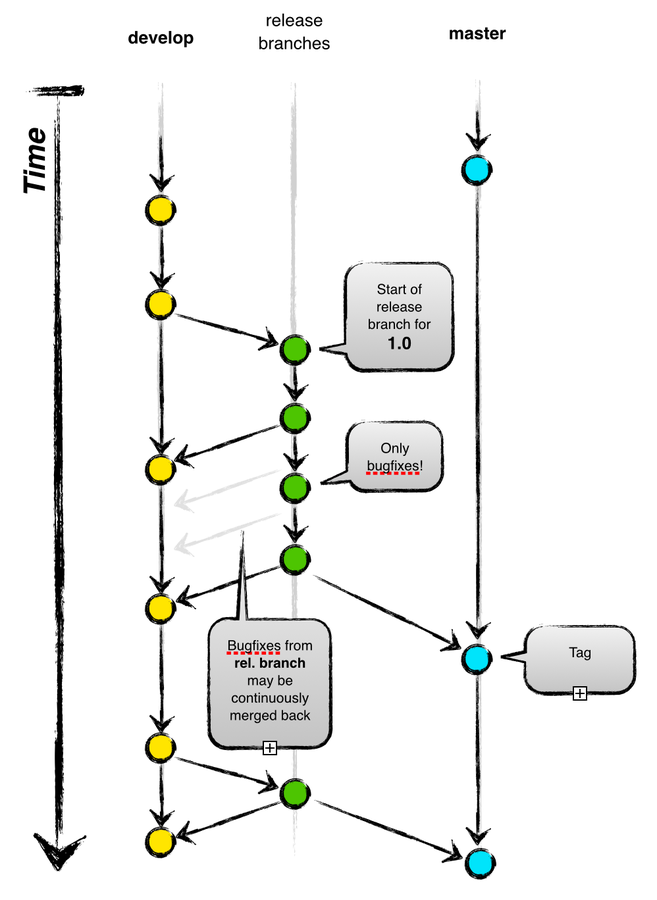 develop
release
branches
master
Time
Start of
release
branch for
1.0
Only
bugfixes!
Bugfixes from
rel. branch
may be
continuously
merged back
Tag